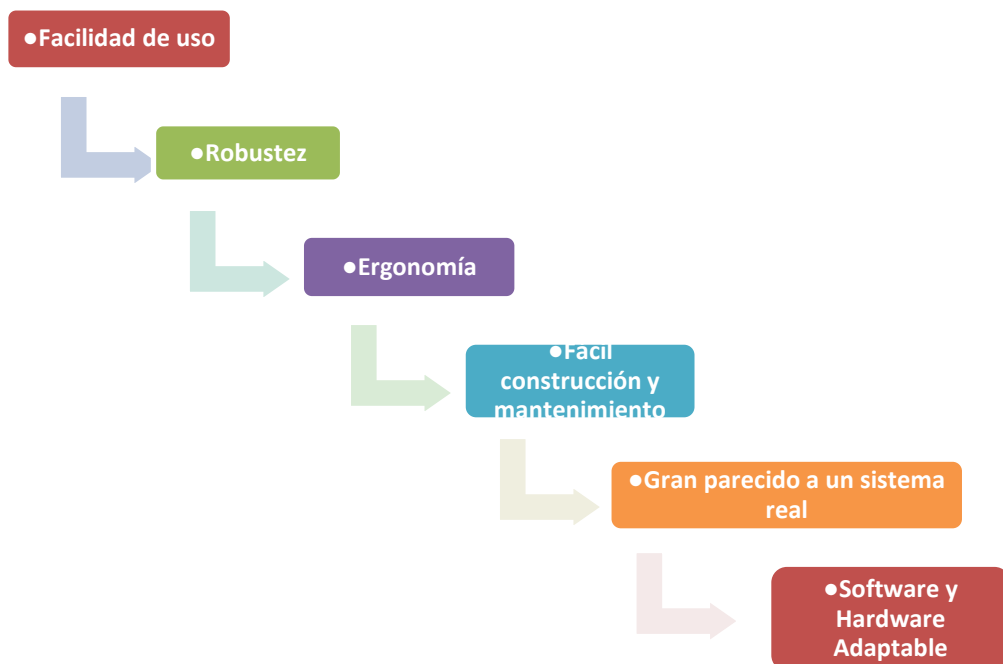 ●Facilidad de uso
●Robustez
●Ergonomía
●Fácil
construcción y
mantenimiento
●Gran parecido a un sistema
real
●Software y
Hardware
Adaptable